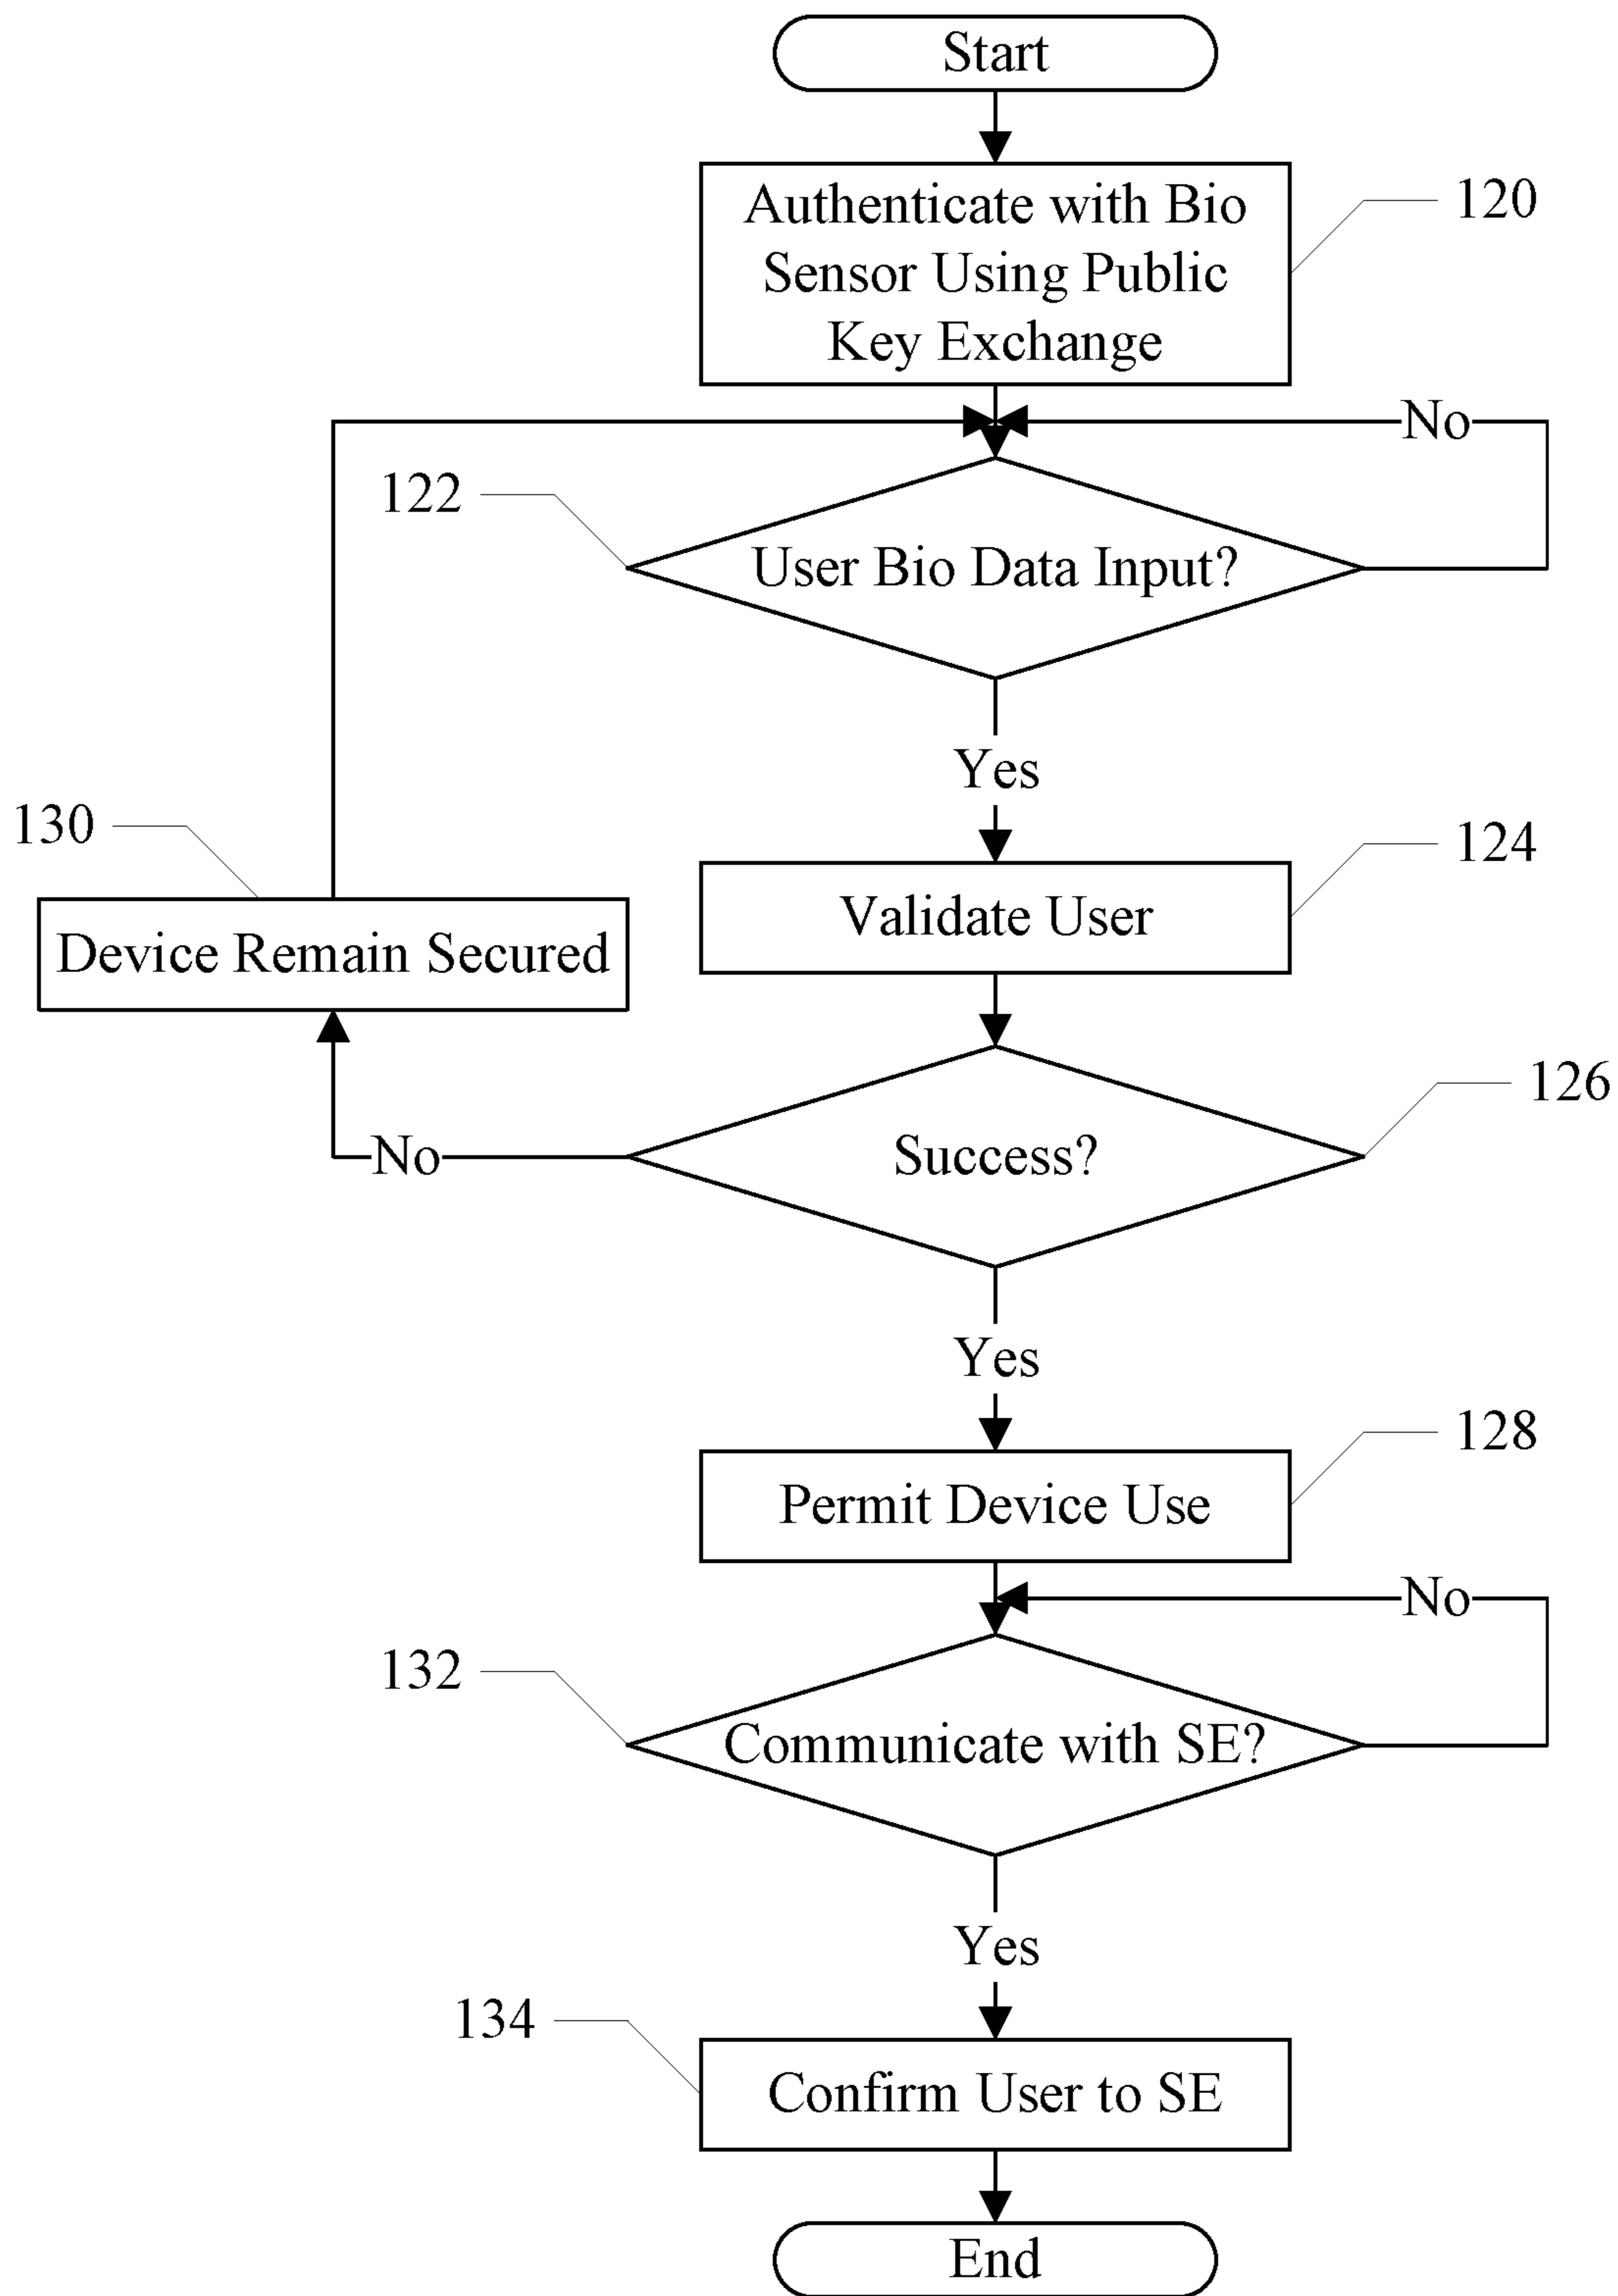 Start
Authenticate with Bio
Sensor Using Public
Key Exchange
120
No
122
User Bio Data Input?
Yes
130
124
Validate User
Device Remain Secured
126
Success?
No
Yes
128
Permit Device Use
No
132
Communicate with SE?
Yes
134
Confirm User to SE
End